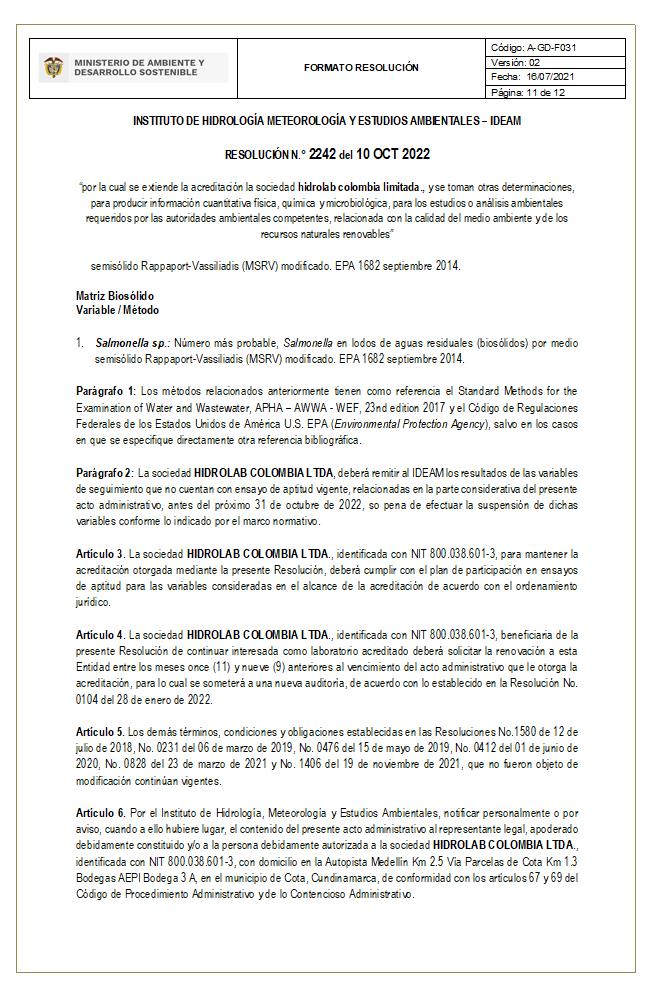 MINISTERIO DE AMBIENTE Y
DESARROLLO SOSTENIBLE
FORMATO RESOLUCIÓN
Código: A-GD-F031
Versión: 02
Fecha: 16/07/2021
Página: 11 de 12
INSTITUTO DE HIDROLOGÍA METEOROLOGÍA Y ESTUDIOS AMBIENTALES – IDEAM
RESOLUCIÓN N.° 2242 del 10 OCT 2022
“por la cual se extiende la acreditación la sociedad hidrolab colombia limitada., y se toman otras determinaciones,
para producir información cuantitativa física, química y microbiológica, para los estudios o análisis ambientales
requeridos por las autoridades ambientales competentes, relacionada con la calidad del medio ambiente y de los
recursos naturales renovables”
semisólido Rappaport-Vassiliadis (MSRV) modificado. EPA 1682 septiembre 2014.
Matriz Biosólido
Variable / Método
1. Salmonella sp.: Número más probable, Salmonella en lodos de aguas residuales (biosólidos) por medio
semisólido Rappaport-Vassiliadis (MSRV) modificado. EPA 1682 septiembre 2014.
Parágrafo 1: Los métodos relacionados anteriormente tienen como referencia el Standard Methods for the
Examination of Water and Wastewater, APHA – AWWA - WEF, 23nd edition 2017 y el Código de Regulaciones
Federales de los Estados Unidos de América U.S. EPA (Environmental Protection Agency), salvo en los casos
en que se especifique directamente otra referencia bibliográfica.
Parágrafo 2: La sociedad HIDROLAB COLOMBIA LTDA, deberá remitir al IDEAM los resultados de las variables
de seguimiento que no cuentan con ensayo de aptitud vigente, relacionadas en la parte considerativa del presente
acto administrativo, antes del próximo 31 de octubre de 2022, so pena de efectuar la suspensión de dichas
variables conforme lo indicado por el marco normativo.
Artículo 3. La sociedad HIDROLAB COLOMBIA LTDA., identificada con NIT 800.038.601-3, para mantener la
acreditación otorgada mediante la presente Resolución, deberá cumplir con el plan de participación en ensayos
de aptitud para las variables consideradas en el alcance de la acreditación de acuerdo con el ordenamiento
jurídico.
Artículo 4. La sociedad HIDROLAB COLOMBIA LTDA., identificada con NIT 800.038.601-3, beneficiaria de la
presente Resolución de continuar interesada como laboratorio acreditado deberá solicitar la renovación a esta
Entidad entre los meses once (11) y nueve (9) anteriores al vencimiento del acto administrativo que le otorga la
acreditación, para lo cual se someterá a una nueva auditoría, de acuerdo con lo establecido en la Resolución No.
0104 del 28 de enero de 2022.
Artículo 5. Los demás términos, condiciones y obligaciones establecidas en las Resoluciones No.1580 de 12 de
julio de 2018, No. 0231 del 06 de marzo de 2019, No. 0476 del 15 de mayo de 2019, No. 0412 del 01 de junio de
2020, No. 0828 del 23 de marzo de 2021 y No. 1406 del 19 de noviembre de 2021, que no fueron objeto de
modificación continúan vigentes.
Artículo 6. Por el Instituto de Hidrología, Meteorología y Estudios Ambientales, notificar personalmente o por
aviso, cuando a ello hubiere lugar, el contenido del presente acto administrativo al representante legal, apoderado
debidamente constituido y/o a la persona debidamente autorizada a la sociedad HIDROLAB COLOMBIA LTDA.,
identificada con NIT 800.038.601-3, con domicilio en la Autopista Medellín Km 2.5 Vía Parcelas de Cota Km 1.3
Bodegas AEPI Bodega 3 A, en el municipio de Cota, Cundinamarca, de conformidad con los artículos 67 y 69 del
Código de Procedimiento Administrativo y de lo Contencioso Administrativo.